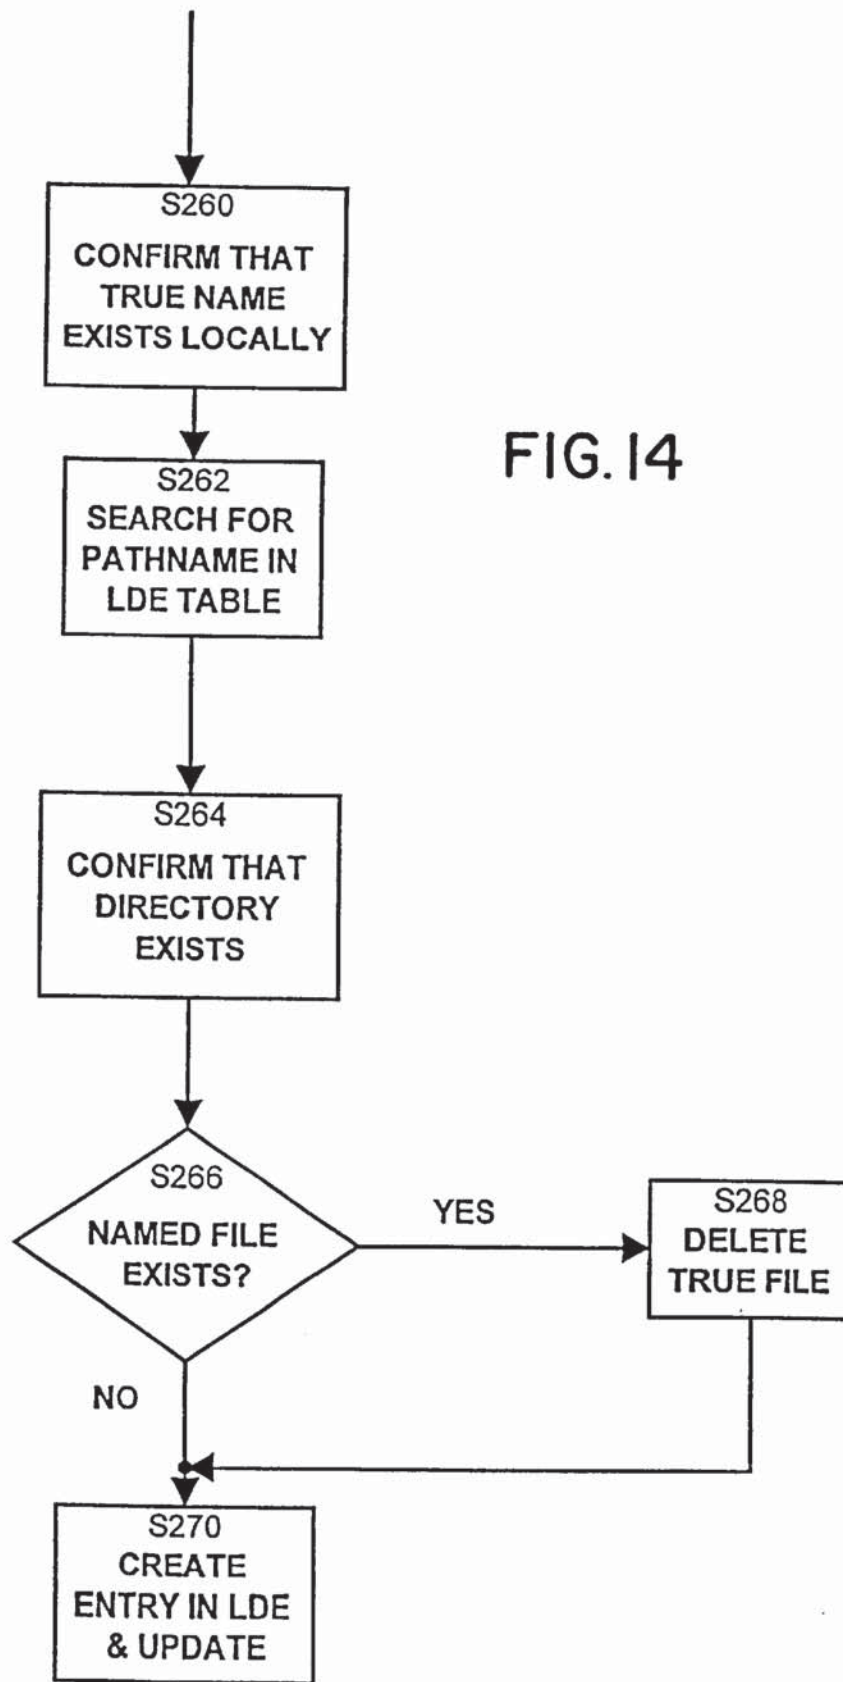 S260
CONFIRM THAT
TRUE NAME
EXISTS LOCALLY
FIG. 14
S262
SEARCH FOR
PATHNAME IN
LDE TABLE
S264
CONFIRM THAT
DIRECTORY
EXISTS
S266
NAMED FILE
EXISTS?
YES
S268
DELETE
TRUE FILE
NO
S270
CREATE
ENTRY IN LDE
& UPDATE